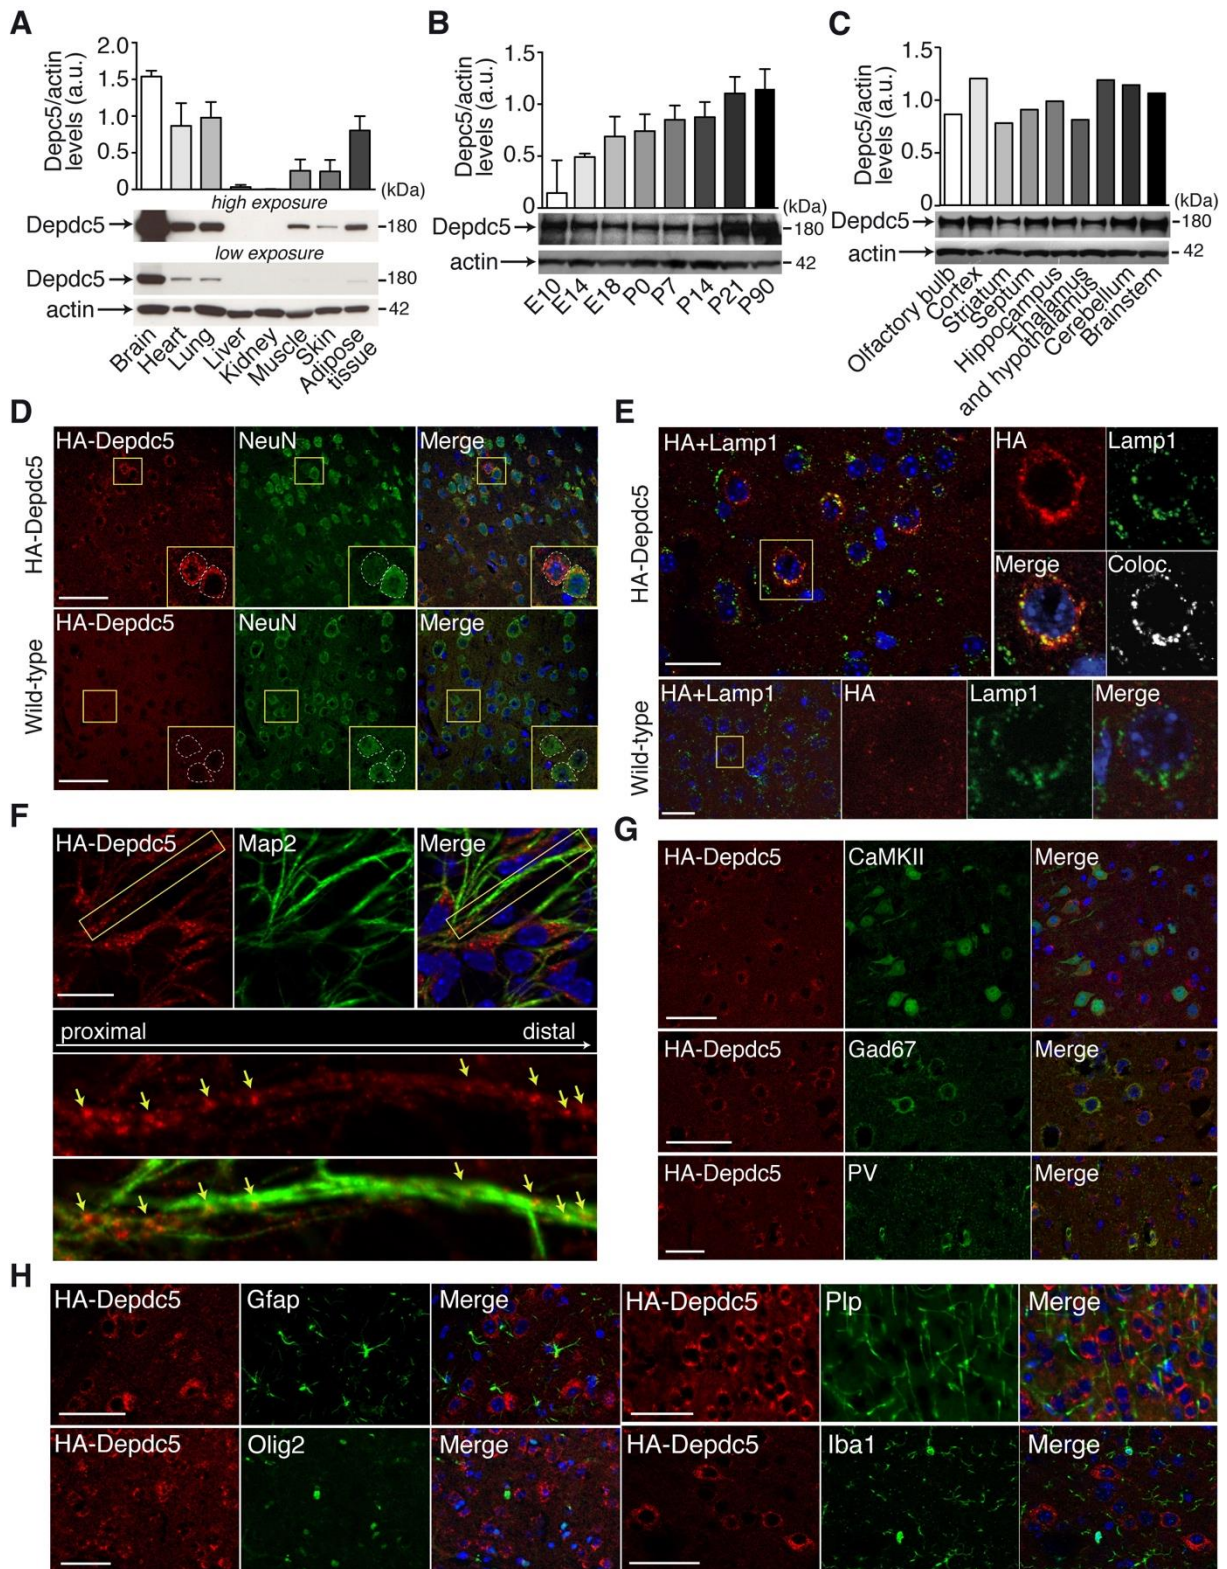 A
Depc5/actin
levels (a.u.)
2.0
1.5
1.0
0.5
0
(kDa)
high exposure
Depdc5
180
low exposure
Depdc5
180
actin
42
Brain
Heart
Lung
Liver
Kidney
Muscle
Skin
Adipose
tissue
B
Depc5/actin
levels (a.u.)
1.5
1.0
0.5
0
(kDa)
Depdc5
180
actin
42
E10
E14
E18
P0
P7
P14
P21
P90
C
Depc5/actin
levels (a.u.)
1.5
1.0
0.5
0
(kDa)
Depdc5
180
actin
42
Olfactory bulb
Cortex
Striatum
Septum
Hippocampus
Thalamus
and hypothalamus
Cerebellum
Brainstem
D
HA-Depdc5
HA-Depdc5
NeuN
Merge
Wild-type
HA-Depdc5
NeuN
Merge
E
HA-Depdc5
HA+Lamp1
HA
Lamp1
Merge
Coloc.
Wild-type
HA+Lamp1
HA
Lamp1
Merge
F
HA-Depdc5
Map2
Merge
proximal
distal
G
HA-Depdc5
CaMKII
Merge
HA-Depdc5
Gad67
Merge
HA-Depdc5
PV
Merge
H
HA-Depdc5
Gfap
Merge
HA-Depdc5
Plp
Merge
HA-Depdc5
Olig2
Merge
HA-Depdc5
Iba1
Merge